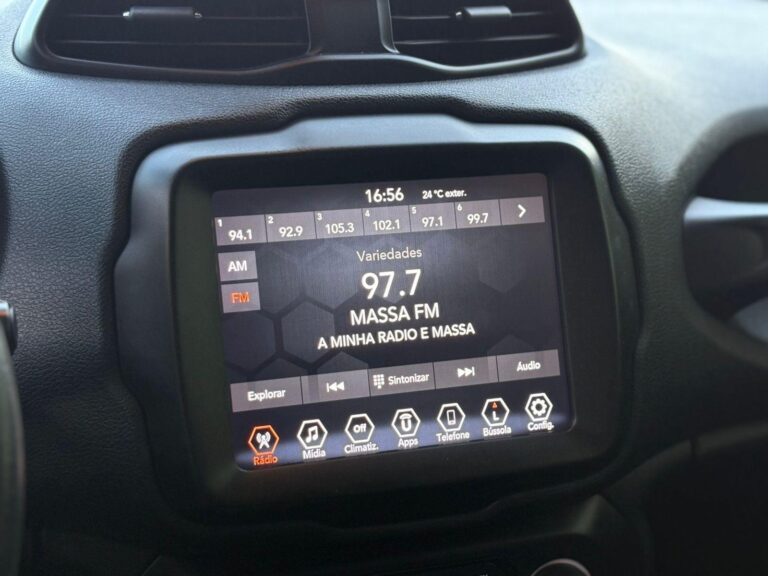 16:56 24 °C exter.
1 94.1 2 92.9 3 105.3 4 102.1 5 97.1 6 99.7
AM
Variedades
FM
97.7
MASSA FM
A MINHA RADIO E MASSA
Explorar Sintonizar Áudio
Off L
Rádio Mídia Climatiz. Apps Telefone Bússola Config.